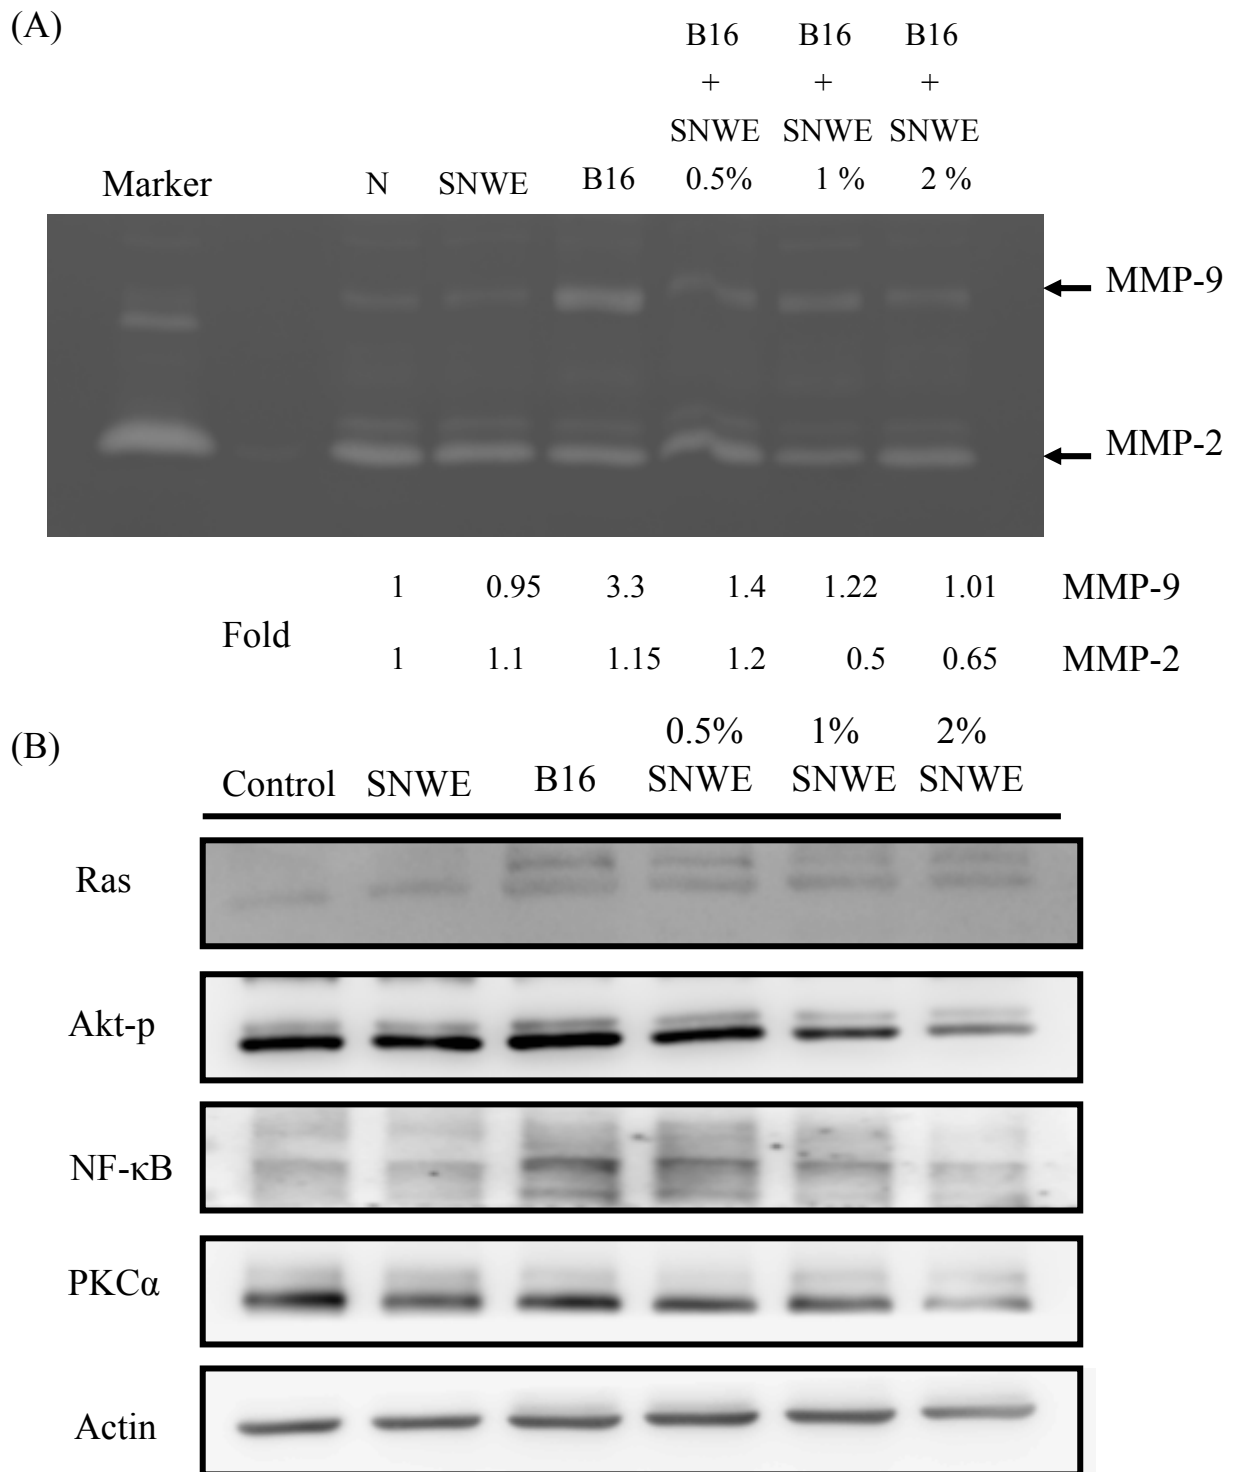 (A)
B16 B16 B16
+ + +
SNWE SNWE SNWE
Marker N SNWE B16 0.5% 1 % 2 %
MMP-9
MMP-2
1 0.95 3.3 1.4 1.22 1.01 MMP-9
Fold
1 1.1 1.15 1.2 0.5 0.65 MMP-2
(B)
0.5% 1% 2%
Control SNWE B16 SNWE SNWE SNWE
Ras
Akt-p
NF-κB
PKCα
Actin